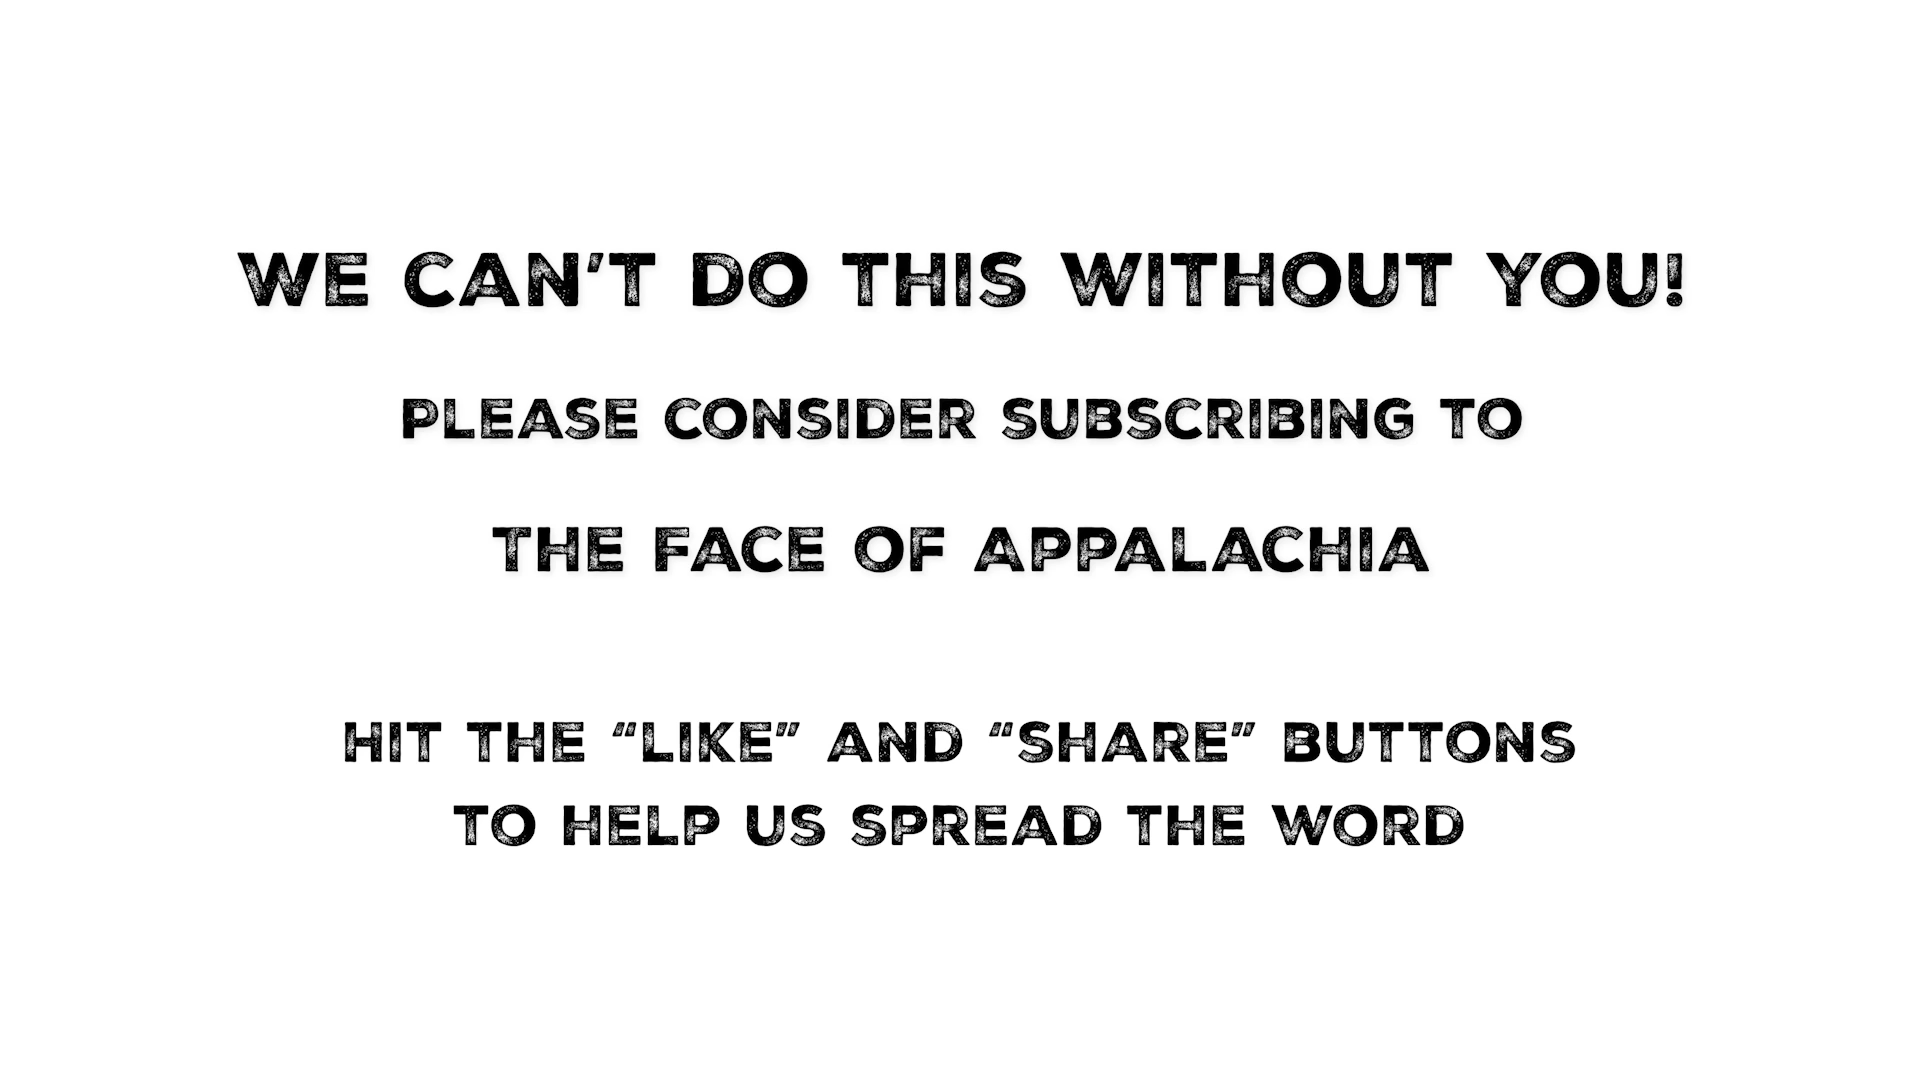 WE CAN'T DO THIS WITHOUT YOU!
PLEASE CONSIDER SUBSCRIBING TO
THE FACE OF APPALACHIA
HIT THE “LIKE” AND “SHARE” BUTTONS
TO HELP US SPREAD THE WORD